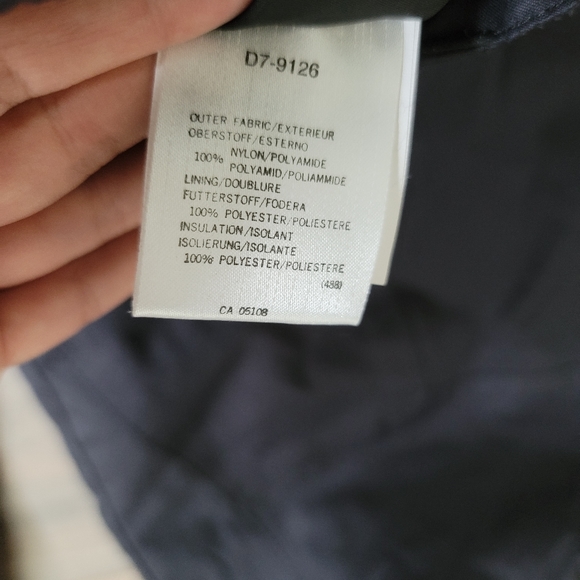 D7-9126
OUTER FABRIC/EXTERIEUR
OBERSTOFF/ESTERNO
100% NYLON/POLYAMIDE
POLYAMID/POLIAMMIDE
LINING/DOUBLURE
FUTTERSTOFF/FODERA
100% POLYESTER/POLIESTERE
INSULATION/ISOLANT
ISOLIERUNG/ISOLANTE
100% POLYESTER/POLIESTERE
(488)
CA 05108